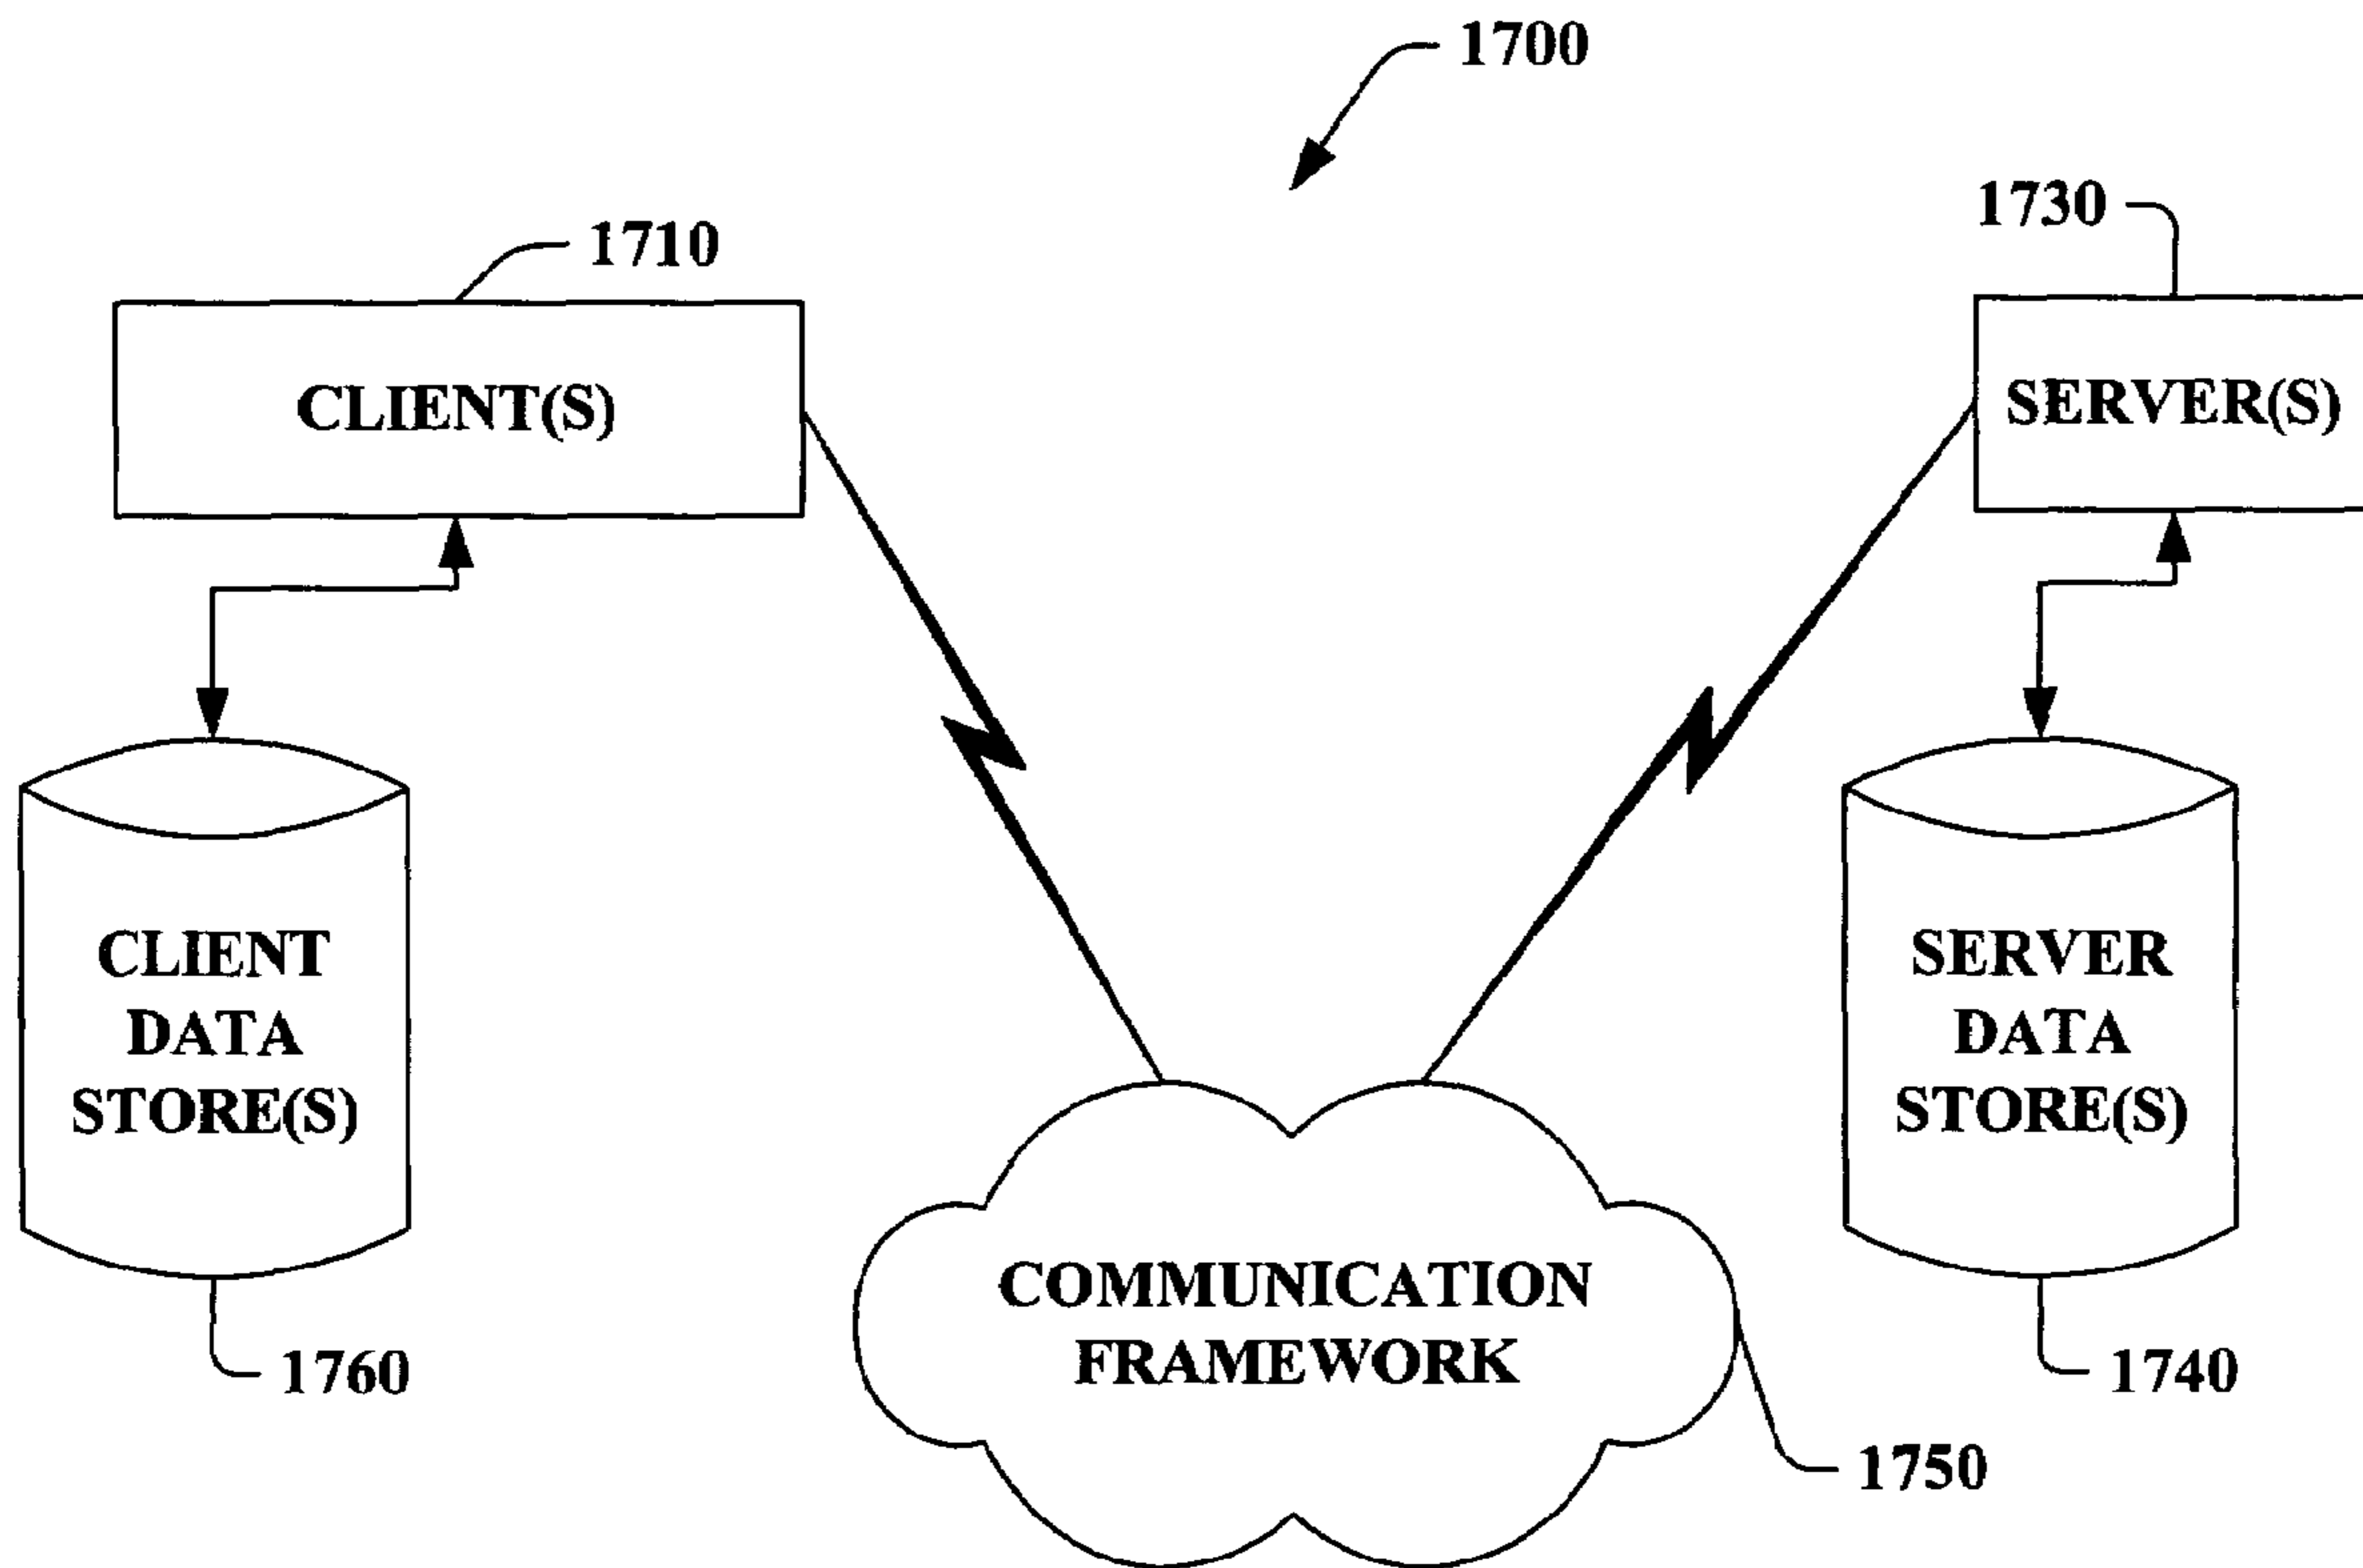 1700
1710
1730
CLIENT(S)
SERVER(S)
CLIENT
DATA
STORE(S)
SERVER
DATA
STORE(S)
COMMUNICATION
FRAMEWORK
1760
1740
1750